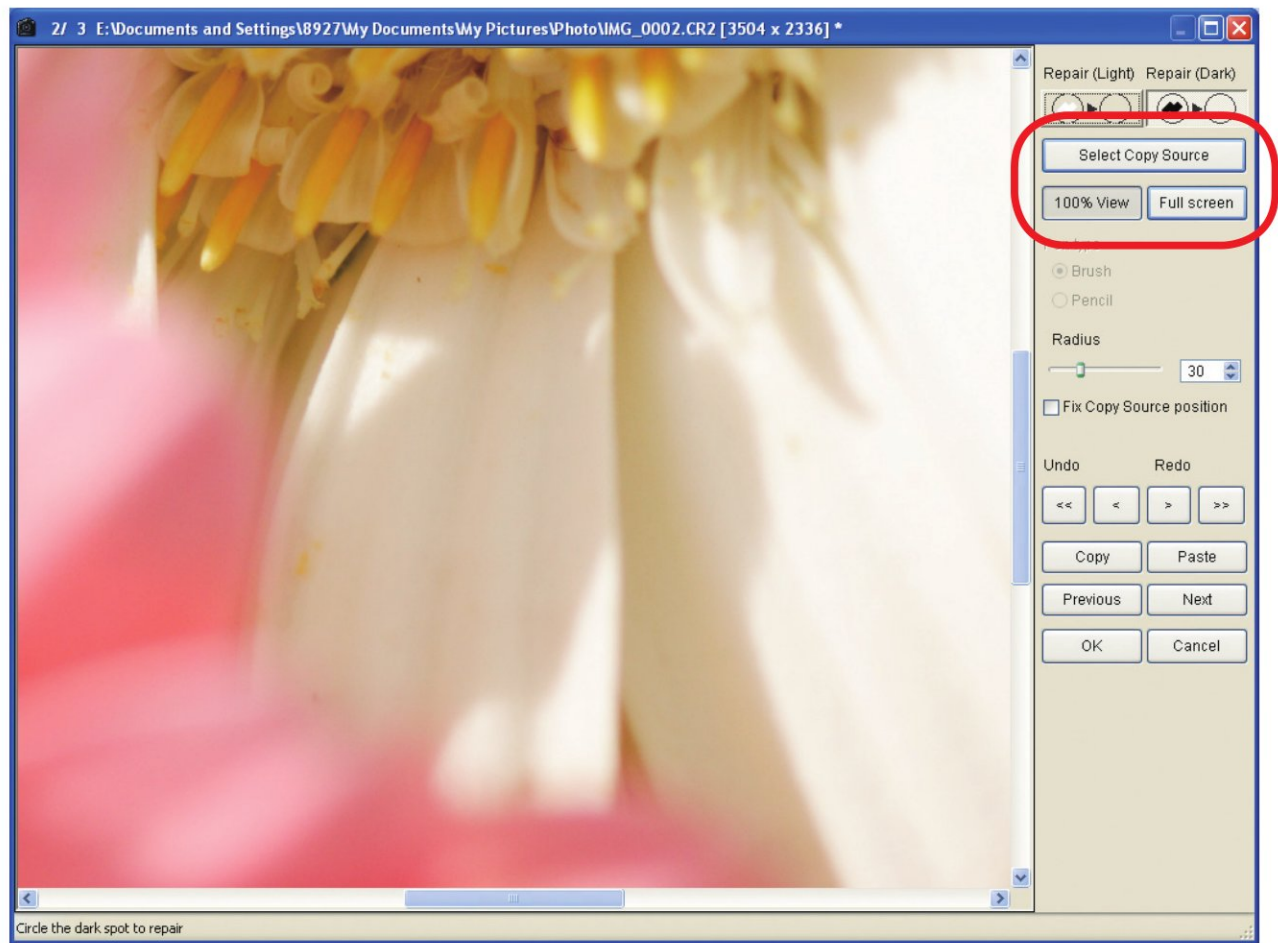 2/ 3 E:\Documents and Settings\8927\My Documents\My Pictures\Photo\IMG_0002.CR2 [3504 x 2336] *
Repair (Light) Repair (Dark)
Select Copy Source
100% View Full screen
Brush
Pencil
Radius
30
Fix Copy Source position
Undo Redo
<< < > >>
Copy Paste
Previous Next
OK Cancel
Circle the dark spot to repair